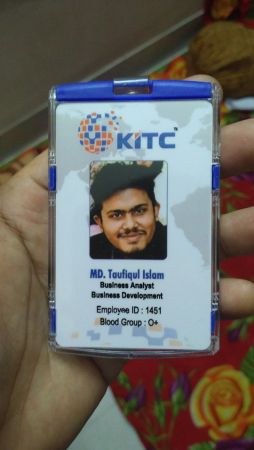 KITC
MD. Taufiqul Islam
Business Analyst
Business Development
Employee ID : 1451
Blood Group : O+